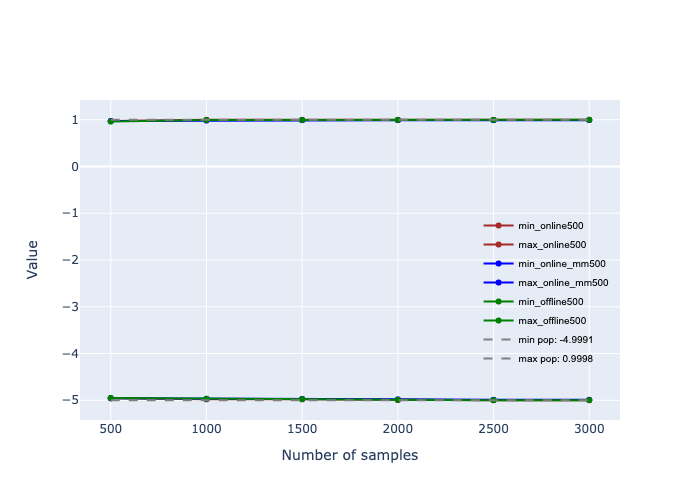 1
0
−1
−2
−3
−4
−5
Value
min_online500
max_online500
min_online_mm500
max_online_mm500
min_offline500
max_offline500
min pop: -4.9991
max pop: 0.9998
500 1000 1500 2000 2500 3000
Number of samples